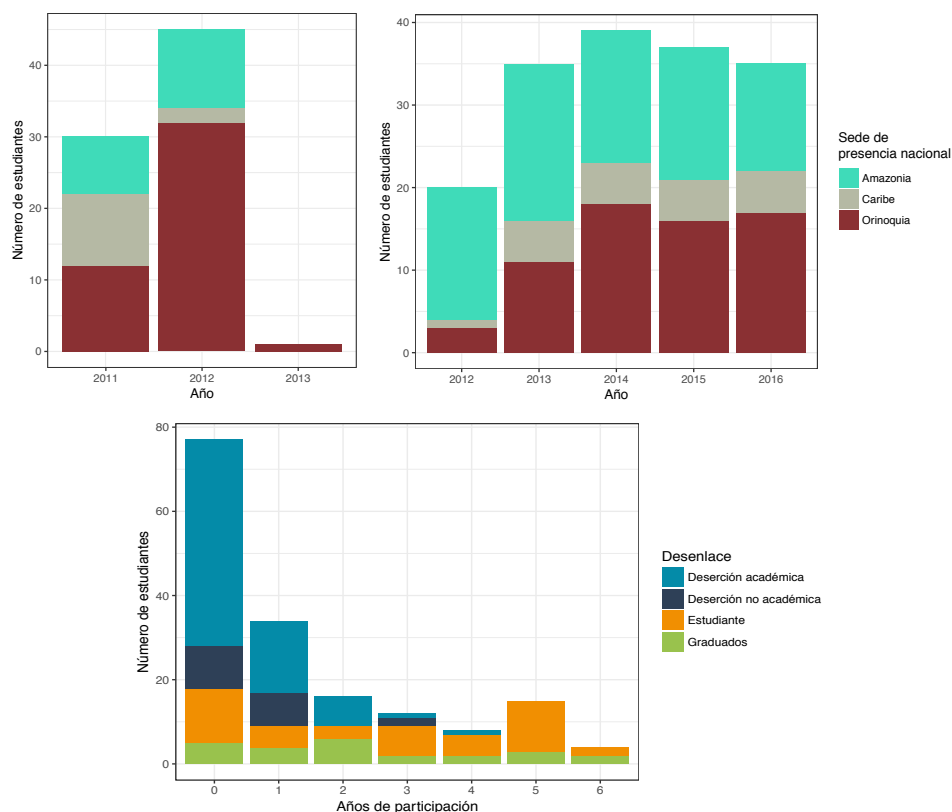 Número de estudiantes
40
30
20
10
0
2011
2012
2013
Año
Número de estudiantes
40
30
20
10
0
2012
2013
2014
2015
2016
Año
Sede de
presencia nacional
Amazonia
Caribe
Orinoquia
Número de estudiantes
80
60
40
20
0
0
1
2
3
4
5
6
Años de participación
Desenlace
Deserción académica
Deserción no académica
Estudiante
Graduados